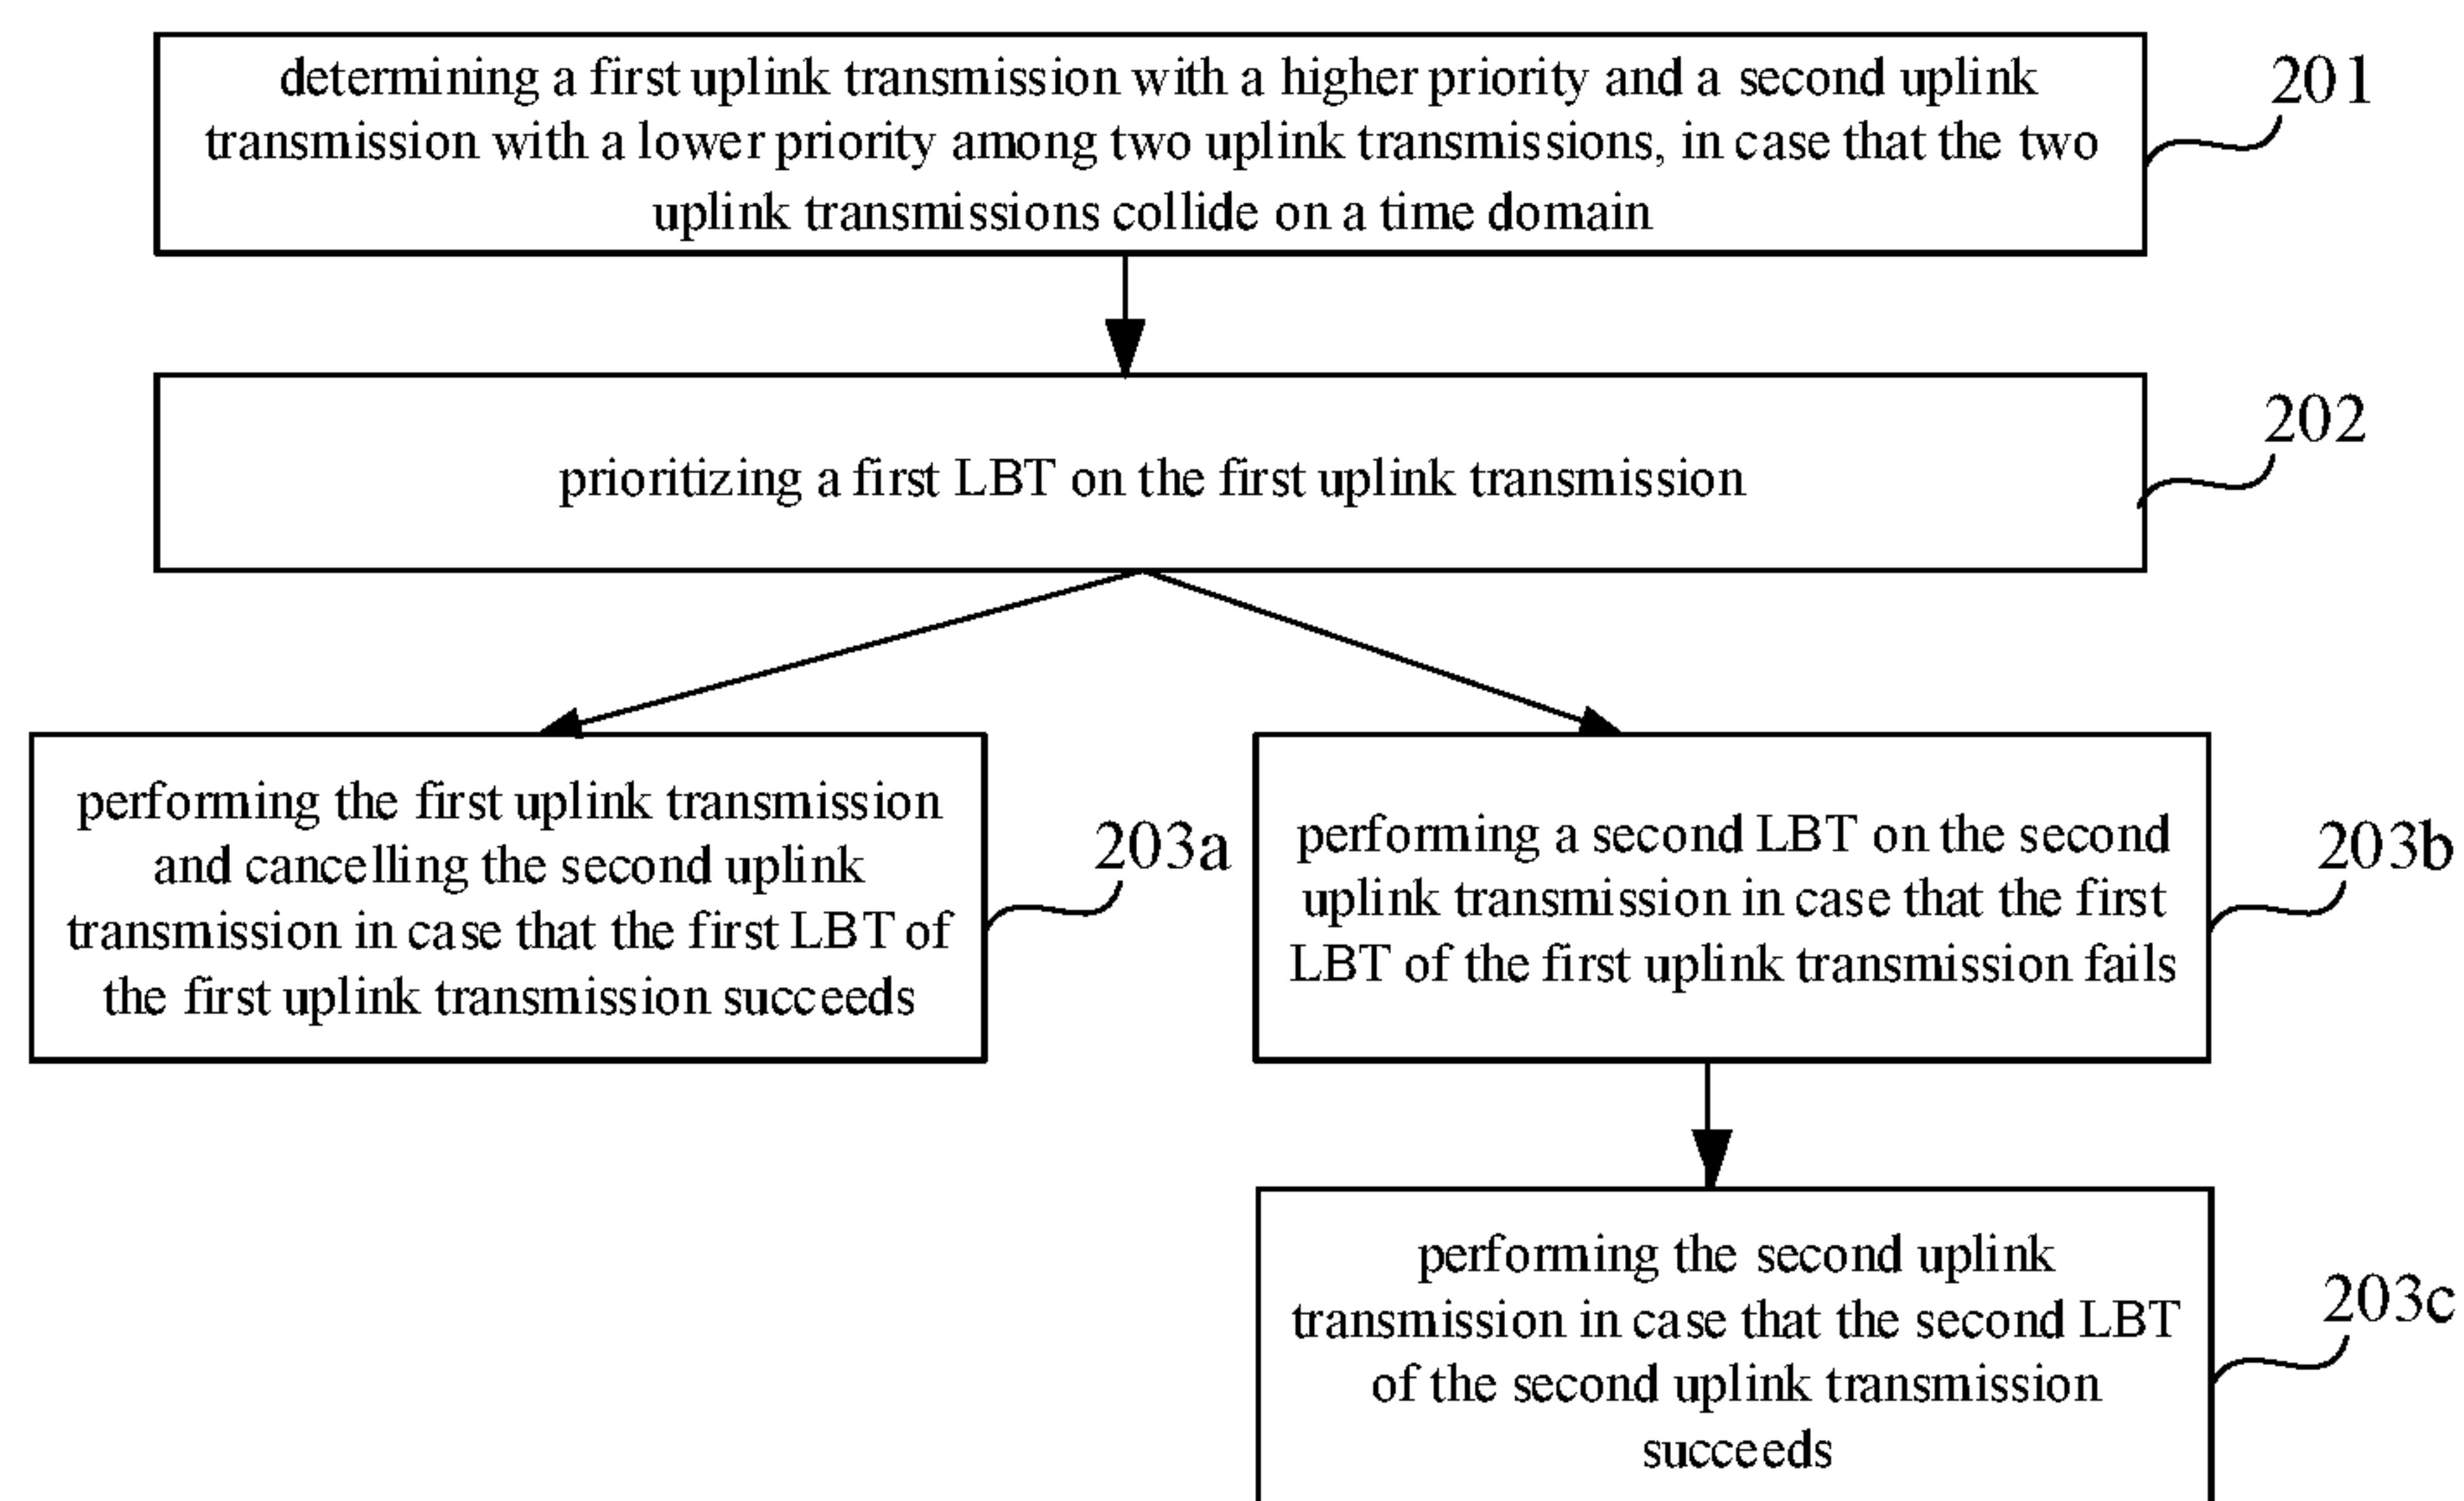 determining a first uplink transmission with a higher priority and a second uplink
transmission with a lower priority among two uplink transmissions, in case that the two
uplink transmissions collide on a time domain
201
prioritizing a first LBT on the first uplink transmission
202
performing the first uplink transmission
and cancelling the second uplink
transmission in case that the first LBT of
the first uplink transmission succeeds
203a
performing a second LBT on the second
uplink transmission in case that the first
LBT of the first uplink transmission fails
203b
performing the second uplink
transmission in case that the second LBT
of the second uplink transmission
succeeds
203c